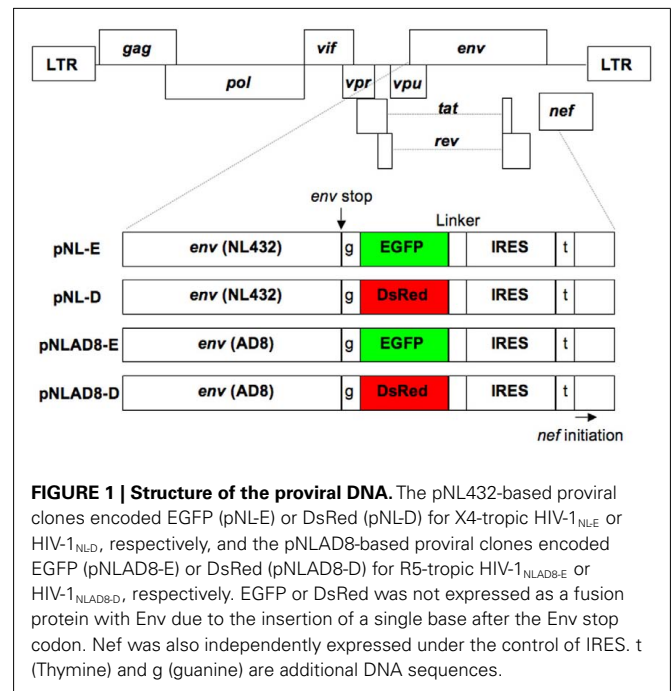 LTR gag vif env LTR
pol vpr vpu
tat nef
rev
env stop
Linker
pNL-E env (NL432) g EGFP IRES t
pNL-D env (NL432) g DsRed IRES t
pNLAD8-E env (AD8) g EGFP IRES t
pNLAD8-D env (AD8) g DsRed IRES t
nef initiation
FIGURE 1 | Structure of the proviral DNA. The pNL432-based proviral
clones encoded EGFP (pNL-E) or DsRed (pNL-D) for X4-tropic HIV-1NL-E or
HIV-1NL-D, respectively, and the pNLAD8-based proviral clones encoded
EGFP (pNLAD8-E) or DsRed (pNLAD8-D) for R5-tropic HIV-1NLAD8-E or
HIV-1NLAD8-D, respectively. EGFP or DsRed was not expressed as a fusion
protein with Env due to the insertion of a single base after the Env stop
codon. Nef was also independently expressed under the control of IRES. t
(Thymine) and g (guanine) are additional DNA sequences.